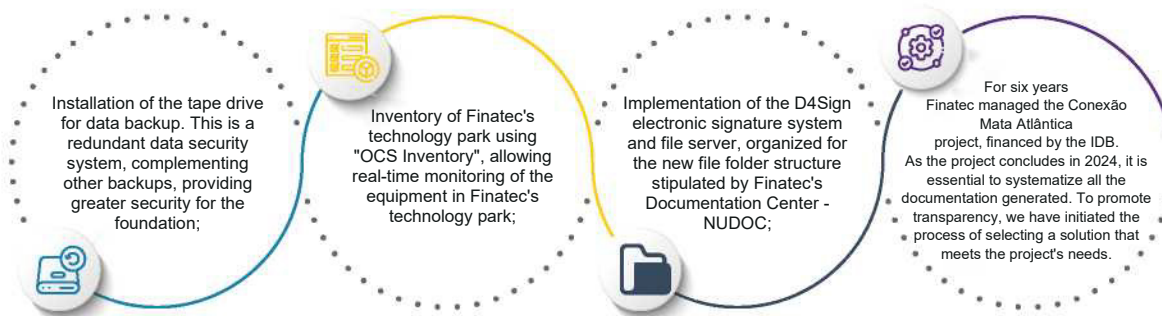 Installation of the tape drive
for data backup. This is a
redundant data security
system, complementing
other backups, providing
greater security for the
foundation;
Inventory of Finatec's
technology park using
"OCS Inventory", allowing
real-time monitoring of the
equipment in Finatec's
technology park;
Implementation of the D4Sign
electronic signature system
and file server, organized for
the new file folder structure
stipulated by Finatec's
Documentation Center -
NUDOC;
For six years
Finatec managed the Conexão
Mata Atlântica
project, financed by the IDB.
As the project concludes in 2024, it is
essential to systematize all the
documentation generated. To promote
transparency, we have initiated the
process of selecting a solution that
meets the project's needs.